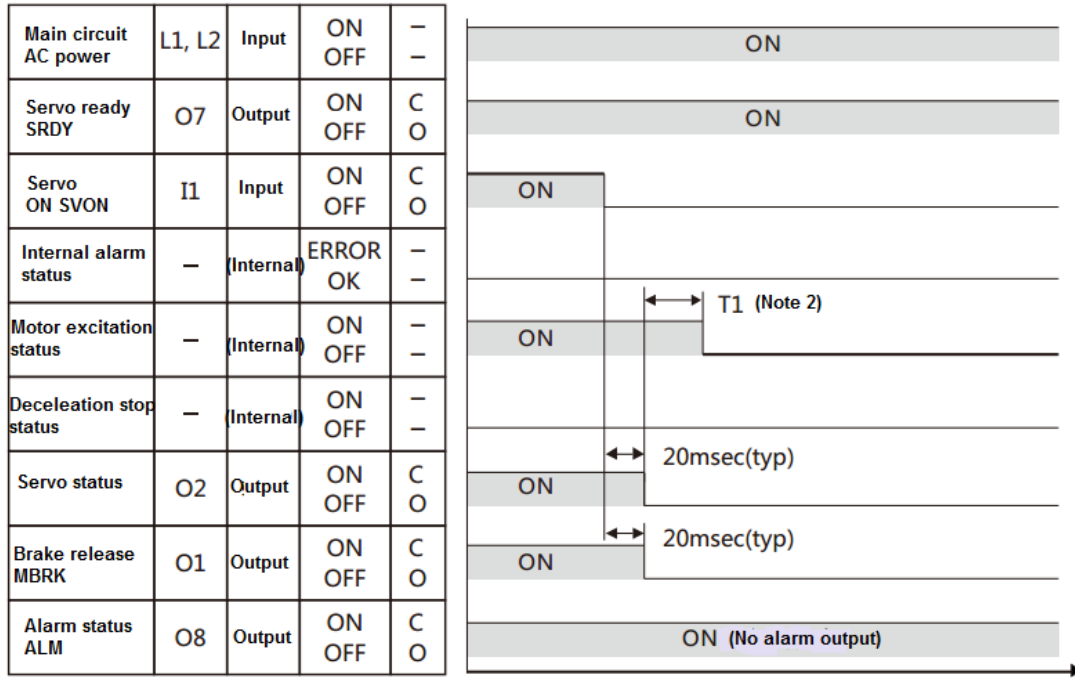 Main circuit
AC power
L1, L2
Input
ON
OFF
–
–
ON
Servo ready
SRDY
O7
Output
ON
OFF
C
O
ON
Servo
ON SVON
I1
Input
ON
OFF
C
O
ON
Internal alarm
status
–
(Internal)
ERROR
OK
–
–
T1 (Note 2)
Motor excitation
status
–
(Internal)
ON
OFF
–
–
ON
Deceleation stop
status
–
(Internal)
ON
OFF
–
–
20msec(typ)
Servo status
O2
Output
ON
OFF
C
O
ON
20msec(typ)
Brake release
MBRK
O1
Output
ON
OFF
C
O
ON
Alarm status
ALM
O8
Output
ON
OFF
C
O
ON (No alarm output)